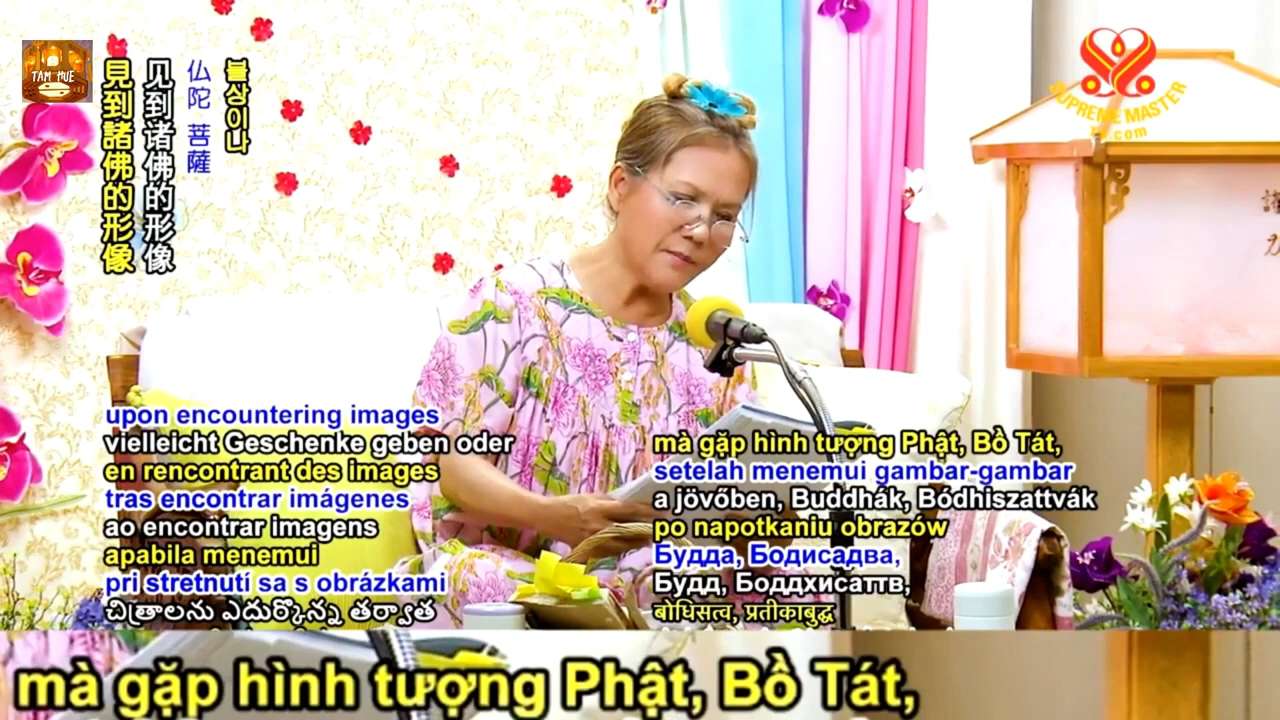 TAM HUE
見到諸佛的形像
见到诸佛的形像
仏陀 菩薩
불상이나
SUPREME MASTER
TV.com
upon encountering images
vielleicht Geschenke geben oder
en rencontrant des images
tras encontrar imágenes
ao encontrar imagens
apabila menemui
pri stretnutí sa s obrázkami
చిత్రాలను ఎదుర్కొన్న తర్వాత
mà gặp hình tượng Phật, Bồ Tát,
setelah menemui gambar-gambar
a jövőben, Buddhák, Bódhiszattvák
po napotkaniu obrazów
Будда, Бодисадва,
Будд, Боддхисаттв,
बोधिसत्व, प्रतीकाबुद्ध
mà gặp hình tượng Phật, Bồ Tát,